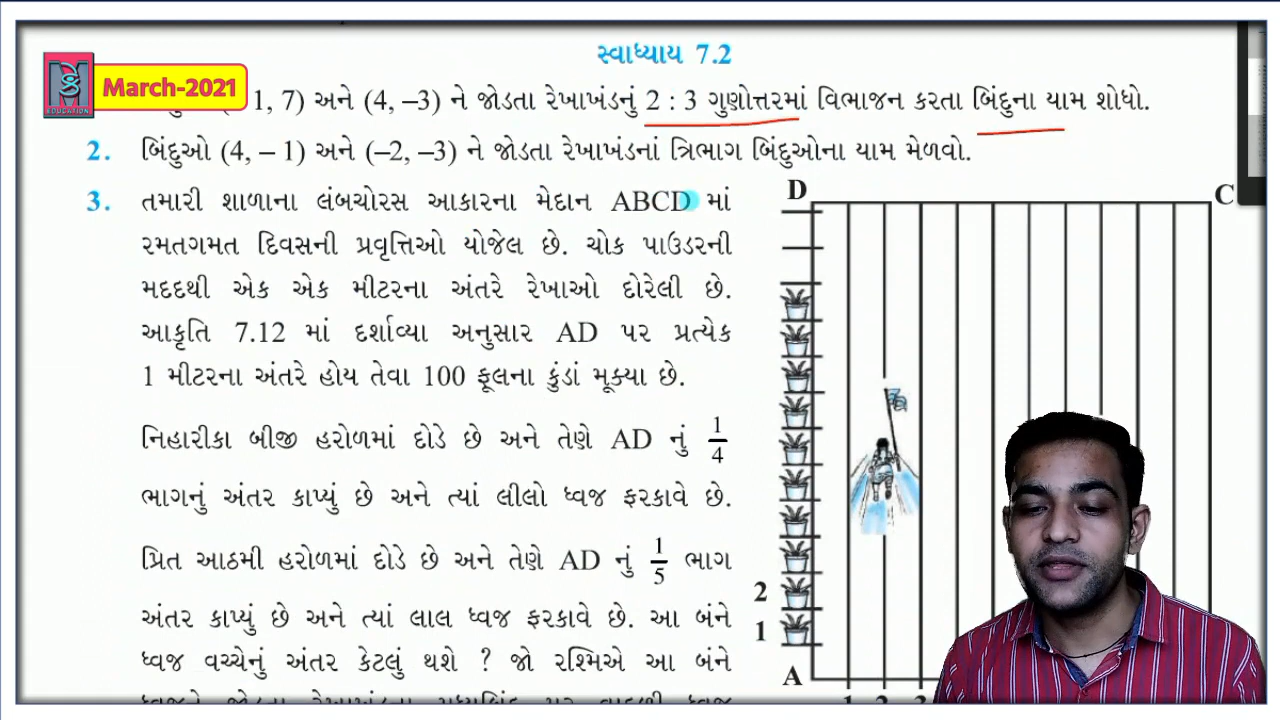 સ્વાધ્યાય 7.2
MS
EDUCATION
March-2021
1, 7) અને (4, –3) ને જોડતા રેખાખંડનું 2 : 3 ગુણોત્તરમાં વિભાજન કરતા બિંદુના યામ શોધો.
2. બિંદુઓ (4, – 1) અને (–2, –3) ને જોડતા રેખાખંડનાં ત્રિભાગ બિંદુઓના યામ મેળવો.
3. તમારી શાળાના લંબચોરસ આકારના મેદાન ABCD માં
રમતગમત દિવસની પ્રવૃત્તિઓ યોજેલ છે. ચોક પાઉડરની
મદદથી એક એક મીટરના અંતરે રેખાઓ દોરેલી છે.
આકૃતિ 7.12 માં દર્શાવ્યા અનુસાર AD પર પ્રત્યેક
1 મીટરના અંતરે હોય તેવા 100 ફૂલના કુંડાં મૂક્યા છે.
નિહારીકા બીજી હરોળમાં દોડે છે અને તેણે AD નું 1/4
ભાગનું અંતર કાપ્યું છે અને ત્યાં લીલો ધ્વજ ફરકાવે છે.
પ્રિત આઠમી હરોળમાં દોડે છે અને તેણે AD નું 1/5 ભાગ
અંતર કાપ્યું છે અને ત્યાં લાલ ધ્વજ ફરકાવે છે. આ બંને
ધ્વજ વચ્ચેનું અંતર કેટલું થશે ? જો રશ્મિએ આ બંને
D
C
2
1
A
1 2 3